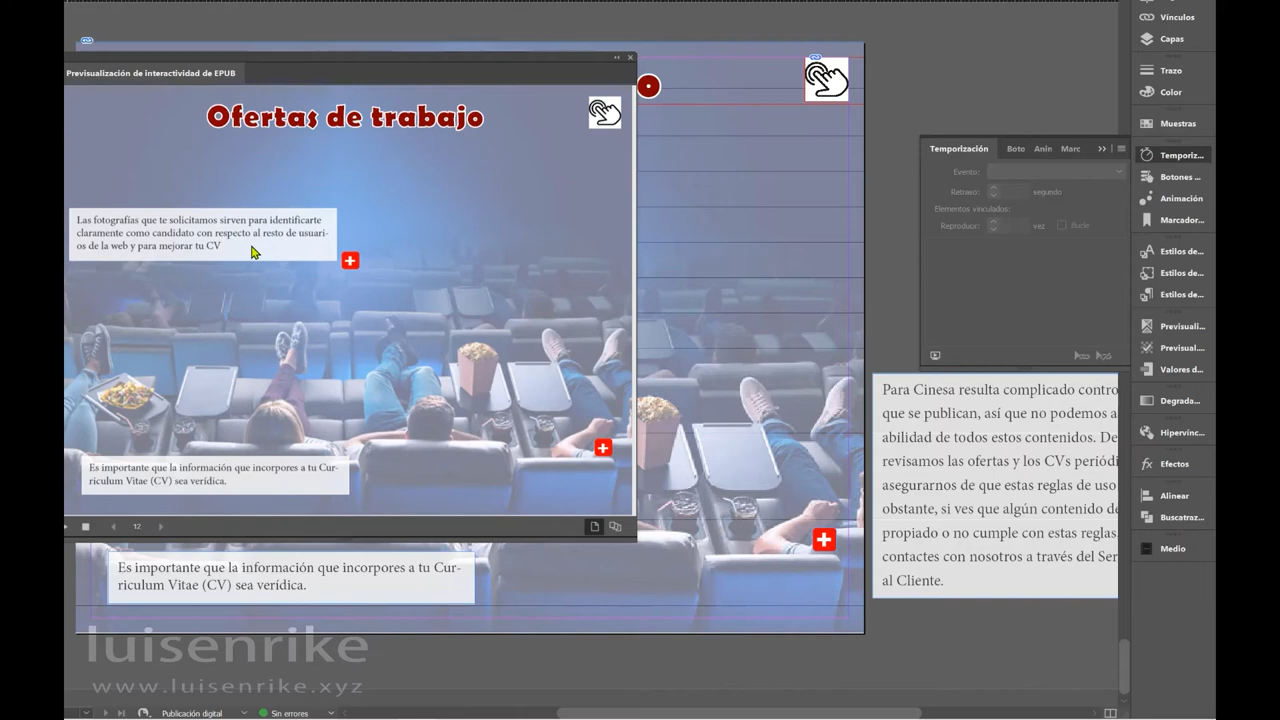 Previsualización de interactividad de EPUB
Ofertas de trabajo
Las fotografías que te solicitamos sirven para identificarte
claramente como candidato con respecto al resto de usuari-
os de la web y para mejorar tu CV
Es importante que la información que incorpores a tu Cur-
riculum Vitae (CV) sea verídica.
12
Es importante que la información que incorpores a tu Cur-
riculum Vitae (CV) sea verídica.
luisenrike
www.luisenrike.xyz
Publicación digital
Sin errores
Temporización
Boto
Anin
Marc
Evento:
Retraso:
segundo
Elementos vinculados:
Reproducir:
vez
Bucle
Para Cinesa resulta complicado contro
que se publican, así que no podemos a
abilidad de todos estos contenidos. De
revisamos las ofertas y los CVs periódi
asegurarnos de que estas reglas de uso
obstante, si ves que algún contenido de
propiado o no cumple con estas reglas,
contactes con nosotros a través del Ser
al Cliente.
Vínculos
Capas
Trazo
Color
Muestras
Temporiz...
Botones ...
Animación
Marcador...
Estilos de...
Estilos de...
Estilos de...
Previsuali...
Previsual....
Valores d...
Degrada...
Hipervínc...
Efectos
Alinear
Buscatraz...
Medio